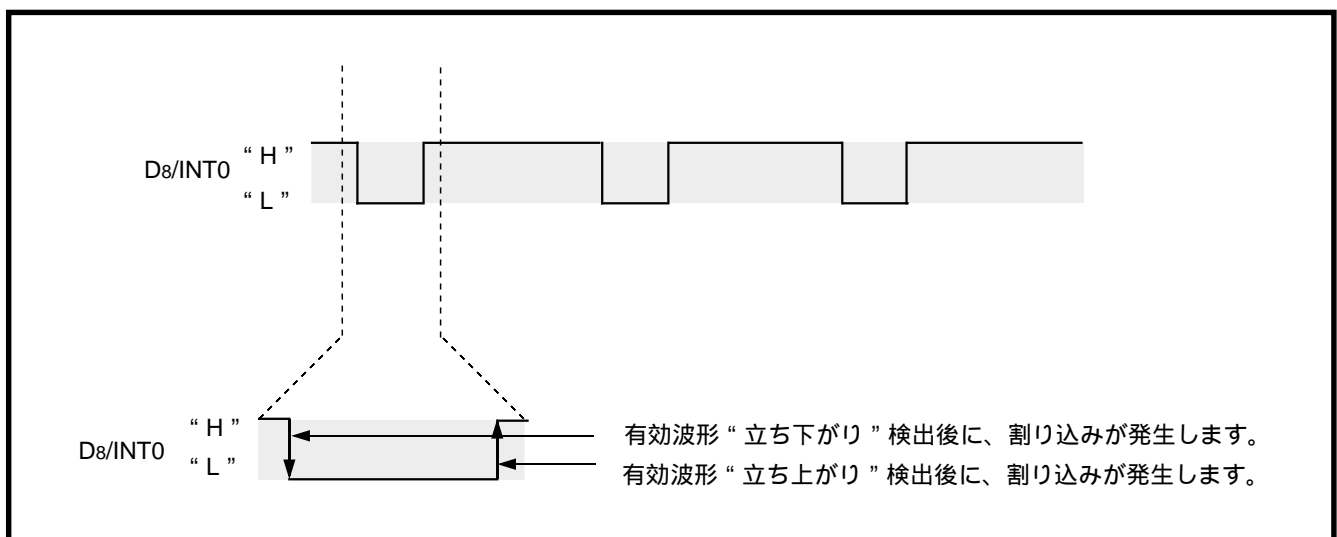 “ H ”
D8/INT0
“ L ”
“ H ”
D8/INT0
“ L ”
有効波形 “ 立ち下がり ” 検出後に、割り込みが発生します。
有効波形 “ 立ち上がり ” 検出後に、割り込みが発生します。